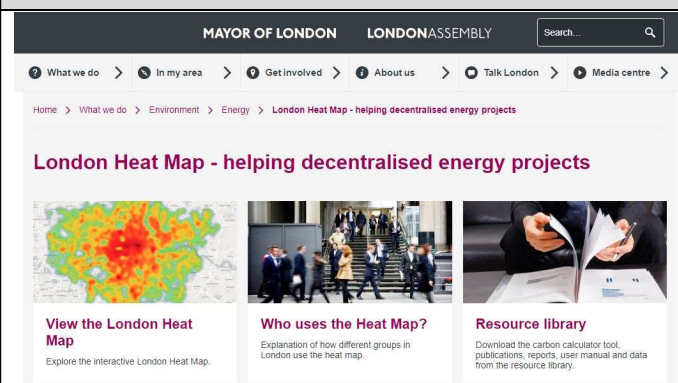 MAYOR OF LONDON LONDONASSEMBLY Search...
What we do In my area Get involved About us Talk London Media centre
Home > What we do > Environment > Energy > London Heat Map - helping decentralised energy projects
London Heat Map - helping decentralised energy projects
View the London Heat
Map
Explore the interactive London Heat Map.
Who uses the Heat Map?
Explanation of how different groups in
London use the heat map.
Resource library
Download the carbon calculator tool,
publications, reports, user manual and data
from the resource library.